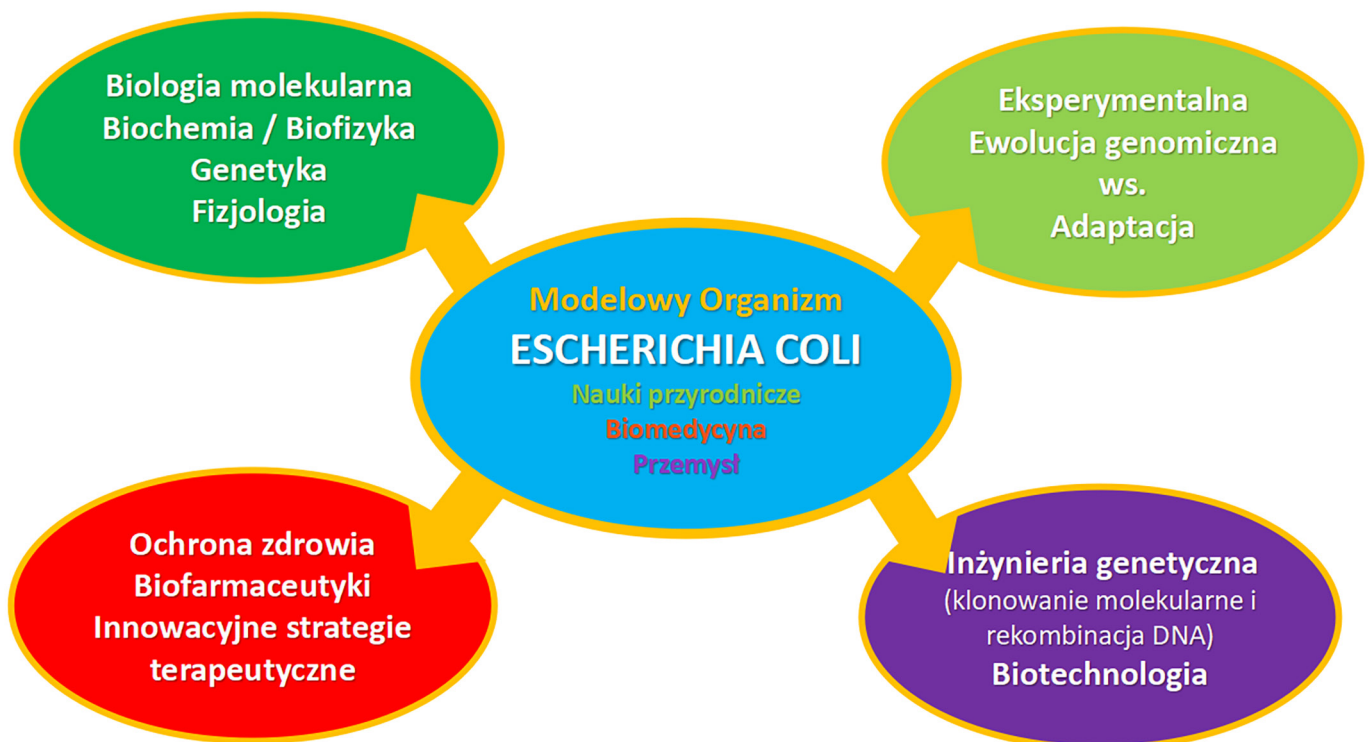 Biologia molekularna
Biochemia / Biofizyka
Genetyka
Fizjologia
Eksperymentalna
Ewolucja genomiczna
ws.
Adaptacja
Modelowy Organizm
ESCHERICHIA COLI
Nauki przyrodnicze
Biomedycyna
Przemysł
Ochrona zdrowia
Biofarmaceutyki
Innowacyjne strategie
terapeutyczne
Inżynieria genetyczna
(klonowanie molekularne i
rekombinacja DNA)
Biotechnologia